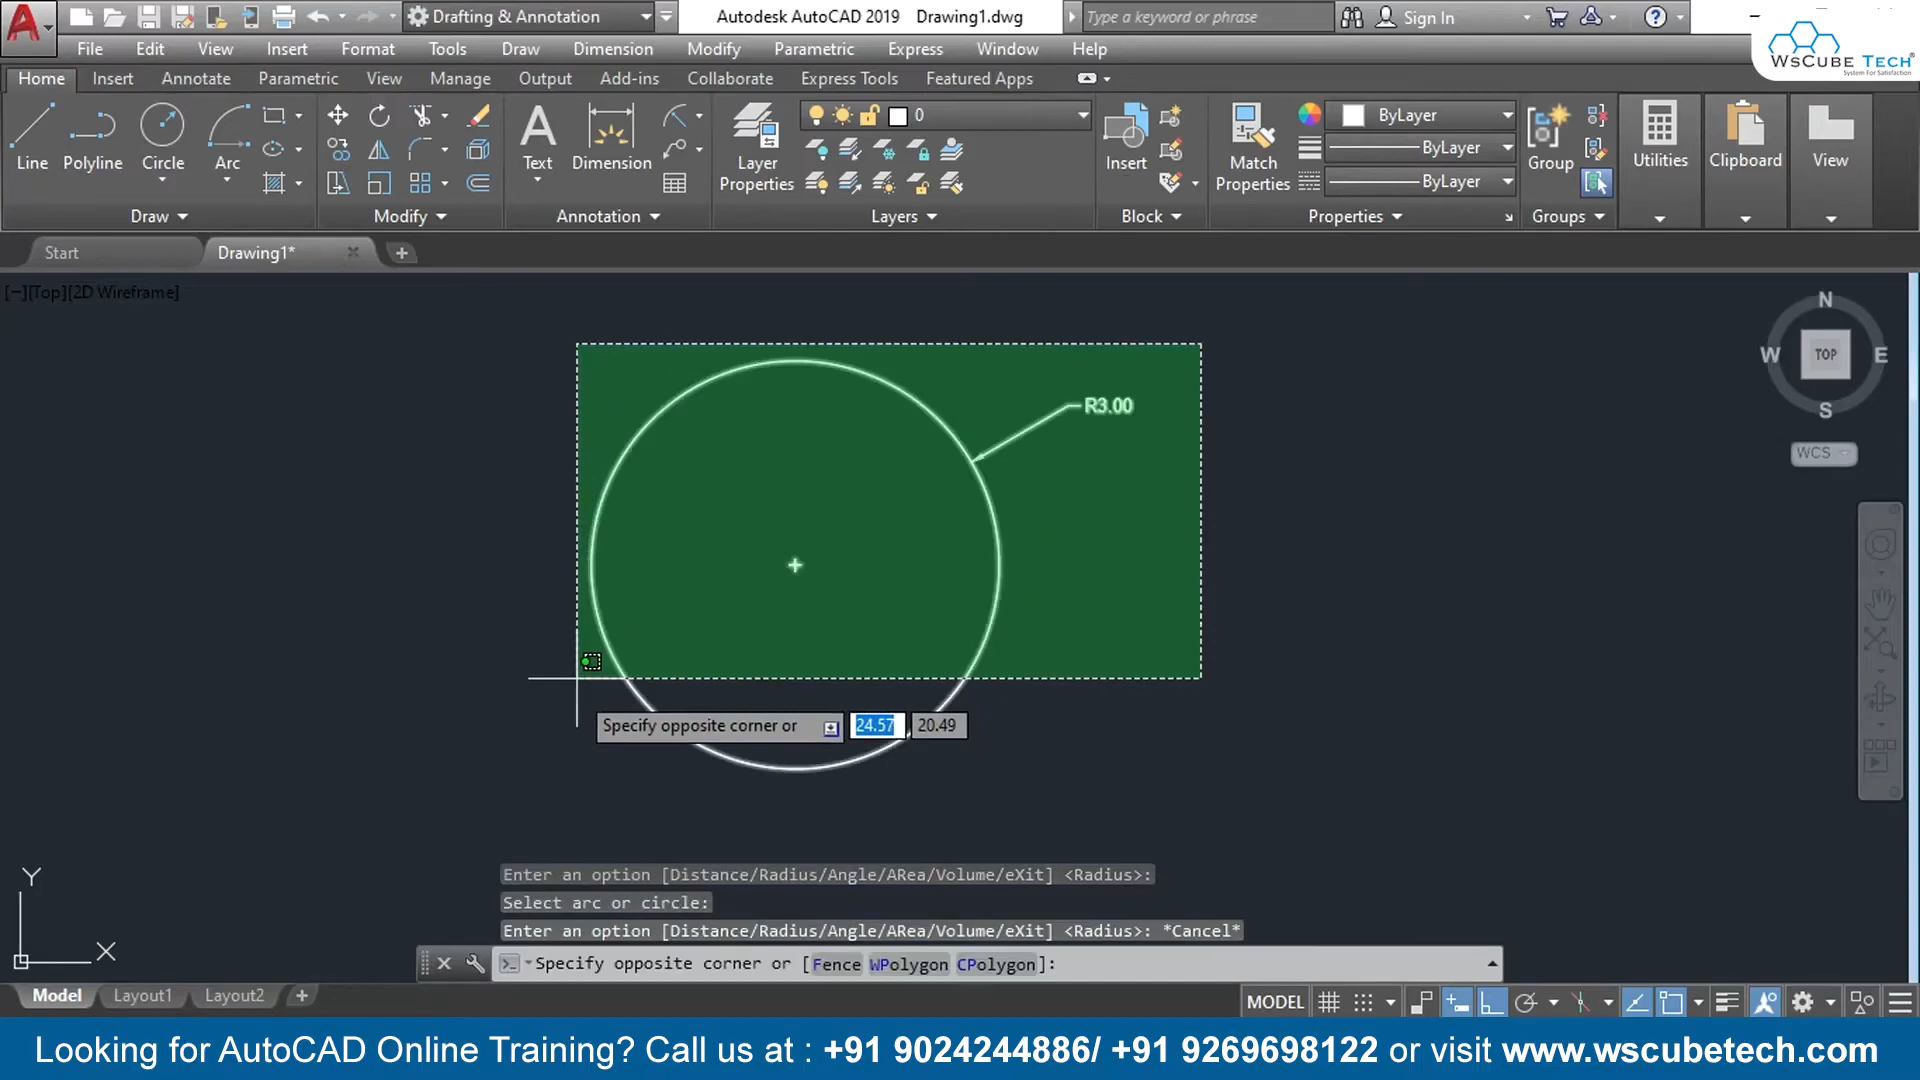 Drafting & Annotation
Autodesk AutoCAD 2019 Drawing1.dwg
Type a keyword or phrase
Sign In
WsCube Tech
System For Satisfaction
File Edit View Insert Format Tools Draw Dimension Modify Parametric Express Window Help
Home Insert Annotate Parametric View Manage Output Add-ins Collaborate Express Tools Featured Apps
0
ByLayer
ByLayer
ByLayer
Line Polyline Circle Arc
Text Dimension
Layer Properties
Insert
Match Properties
Group
Utilities Clipboard View
Draw Modify Annotation Layers Block Properties Groups
Start Drawing1*
[−][Top][2D Wireframe]
N
W TOP E
S
WCS
R3.00
Specify opposite corner or 24.57 20.49
Y
X
Enter an option [Distance/Radius/Angle/ARea/Volume/eXit] <Radius>:
Select arc or circle:
Enter an option [Distance/Radius/Angle/ARea/Volume/eXit] <Radius>: *Cancel*
Specify opposite corner or [Fence WPolygon CPolygon]:
Model Layout1 Layout2
MODEL
Looking for AutoCAD Online Training? Call us at : +91 9024244886/ +91 9269698122 or visit www.wscubetech.com